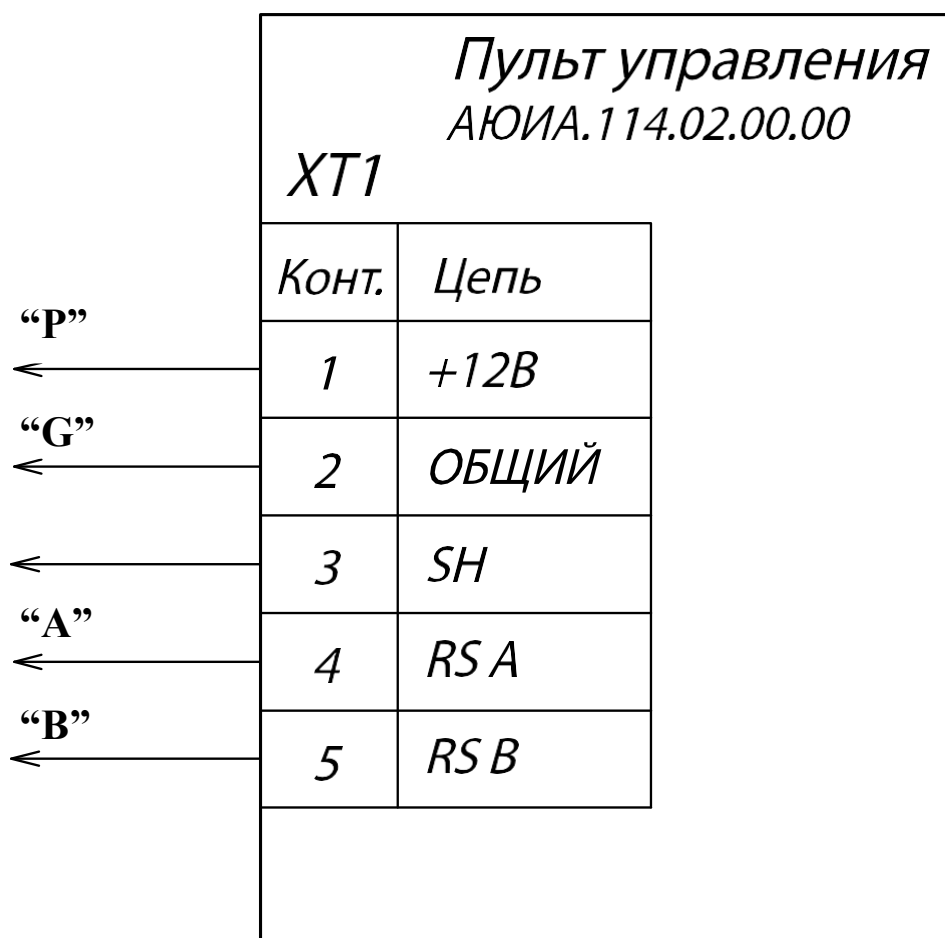 Пульт управления
АЮИА.114.02.00.00
XT1
Конт. Цепь
“P”
1 +12В
“G”
2 ОБЩИЙ
3 SH
“A”
4 RS A
“B”
5 RS B